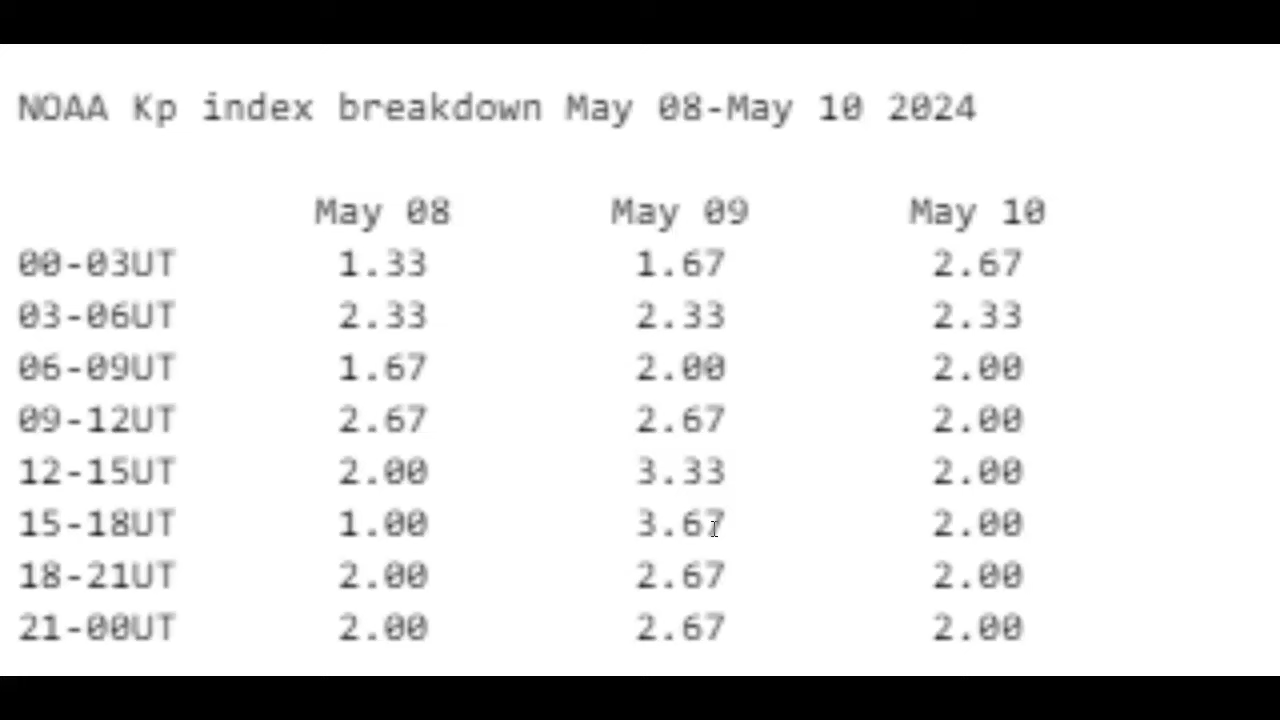 NOAA Kp index breakdown May 08-May 10 2024
May 08 May 09 May 10
00-03UT 1.33 1.67 2.67
03-06UT 2.33 2.33 2.33
06-09UT 1.67 2.00 2.00
09-12UT 2.67 2.67 2.00
12-15UT 2.00 3.33 2.00
15-18UT 1.00 3.67 2.00
18-21UT 2.00 2.67 2.00
21-00UT 2.00 2.67 2.00